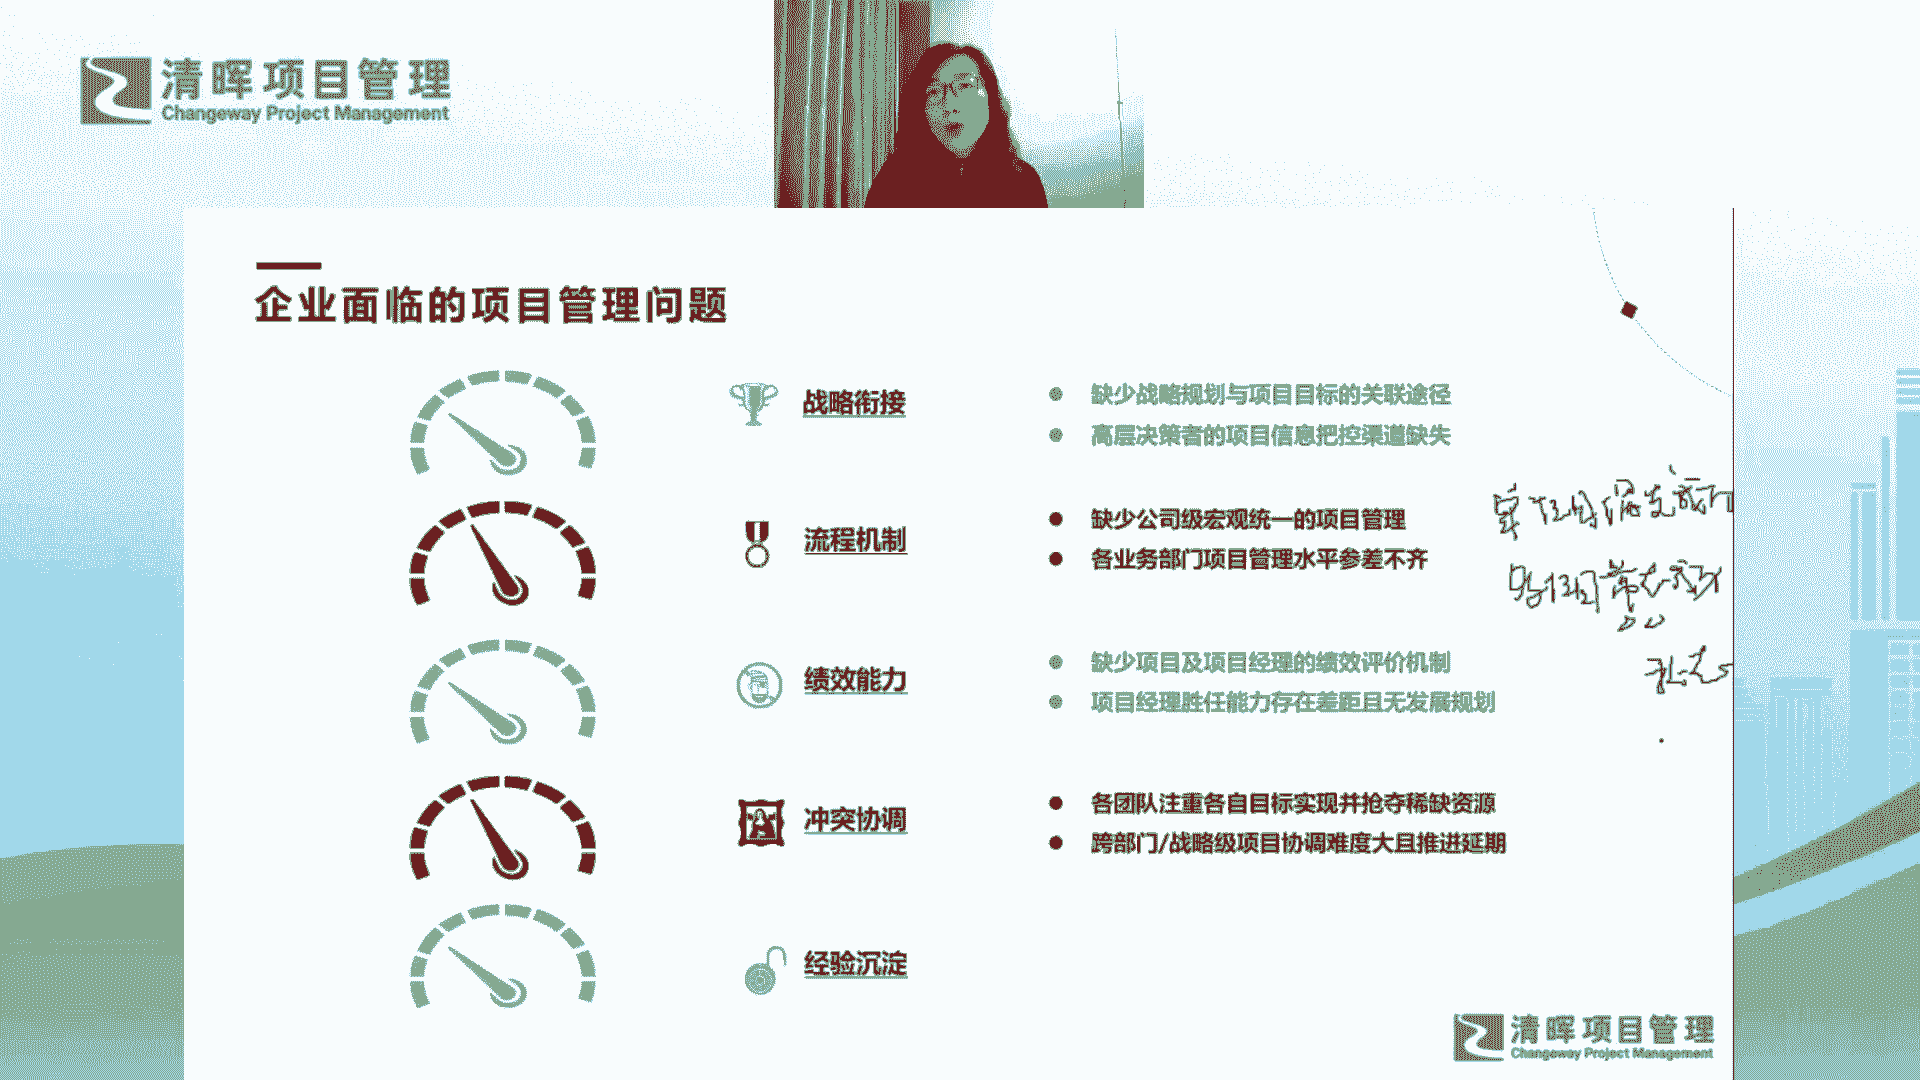 清晖项目管理
Changeway Project Management
企业面临的项目管理问题
战略衔接
缺少战略规划与项目目标的关联途径
高层决策者的项目信息把控渠道缺失
流程机制
缺少公司级宏观统一的项目管理
各业务部门项目管理水平参差不齐
绩效能力
缺少项目及项目经理的绩效评价机制
项目经理胜任能力存在差距且无发展规划
冲突协调
各团队注重各自目标实现并抢夺稀缺资源
跨部门/战略级项目协调难度大且推进延期
经验沉淀
清晖项目管理
Changeway Project Management